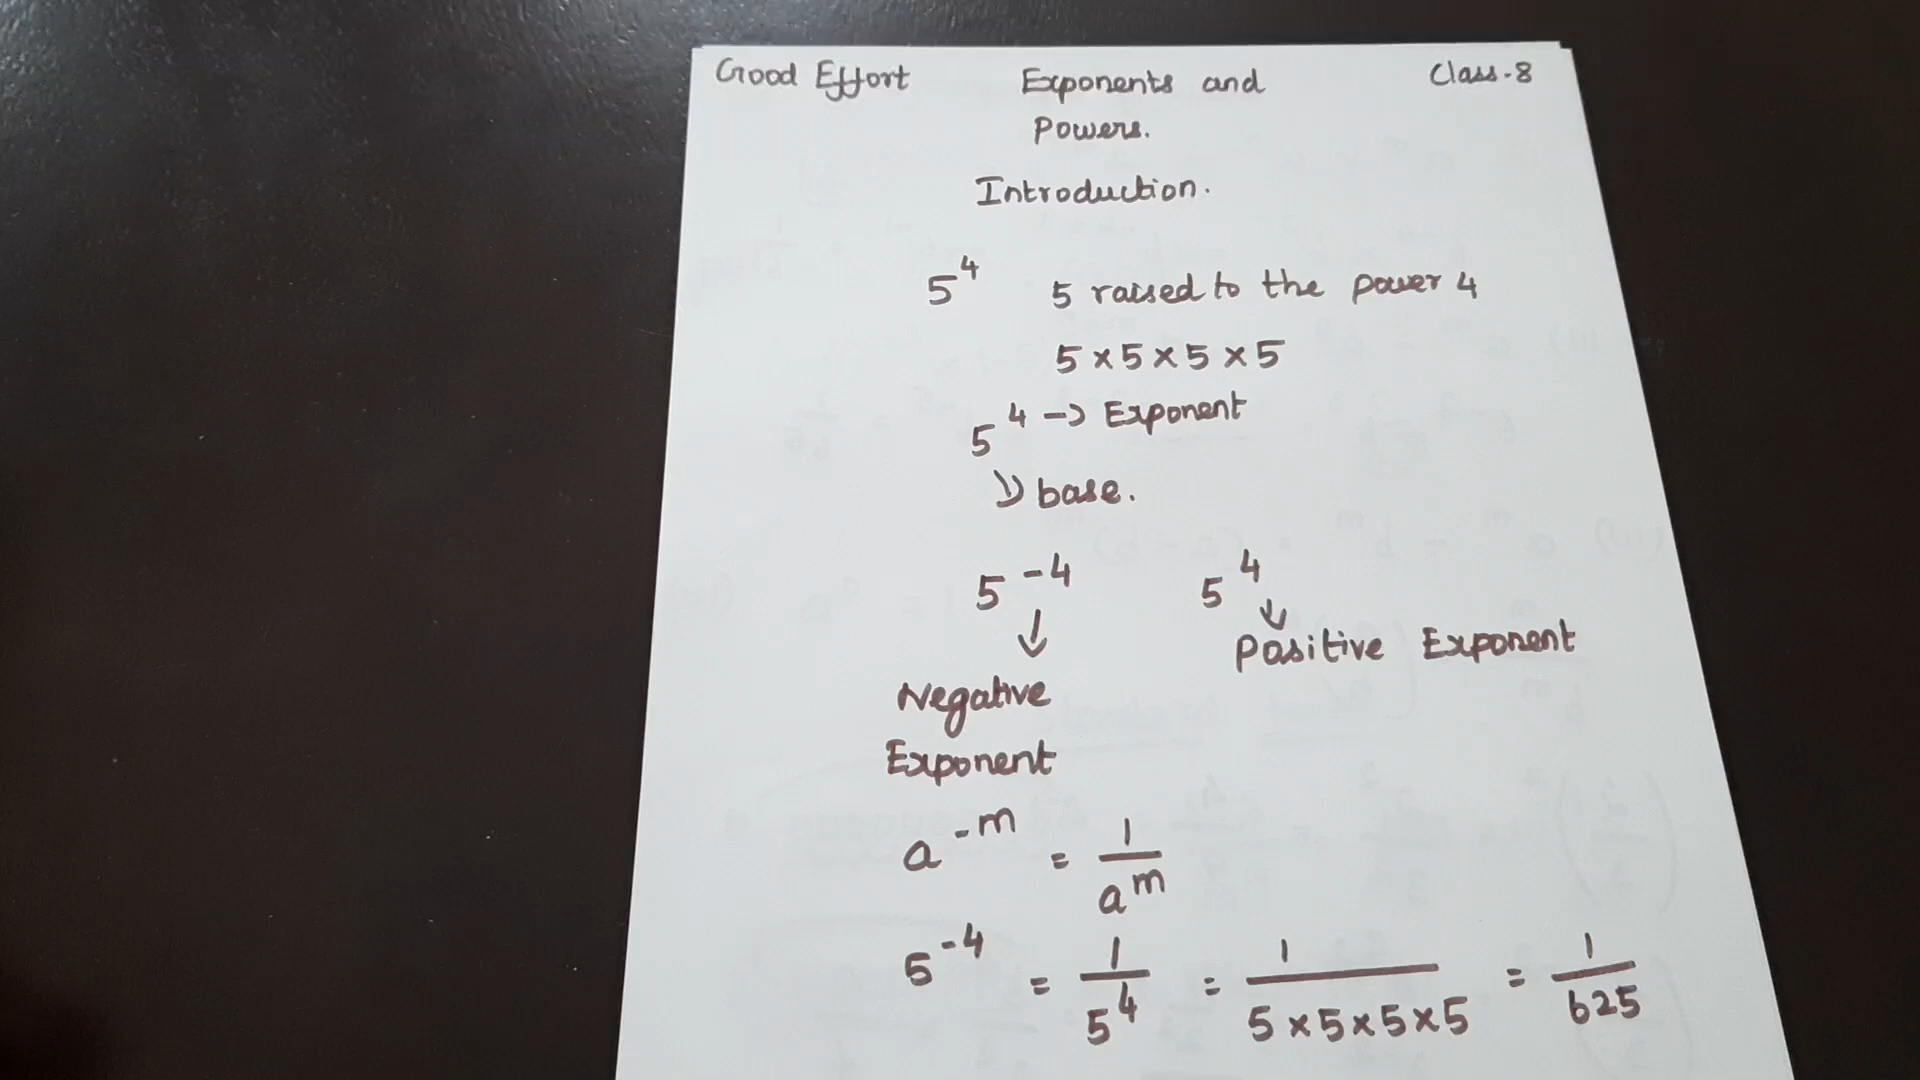 Good Effort
Exponents and
Powers.
Class-8
Introduction.
5⁴ 5 raised to the power 4
5 × 5 × 5 × 5
5⁴ → Exponent
↘ base.
5⁻⁴ 5⁴
↓ ↓
Positive Exponent
Negative
Exponent
a⁻ᵐ = 1/aᵐ
5⁻⁴ = 1/5⁴ = 1/(5×5×5×5) = 1/625